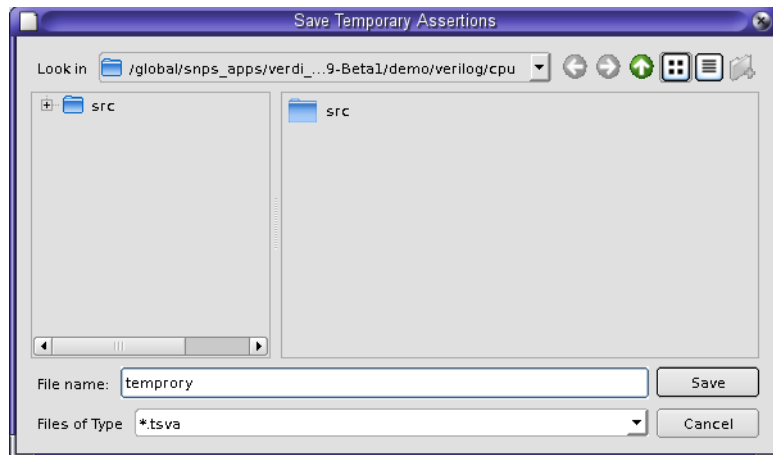 Save Temporary Assertions
Look in /global/snps_apps/verdi_...9-Beta1/demo/verilog/cpu
src
src
File name: temprory Save
Files of Type *.tsva Cancel